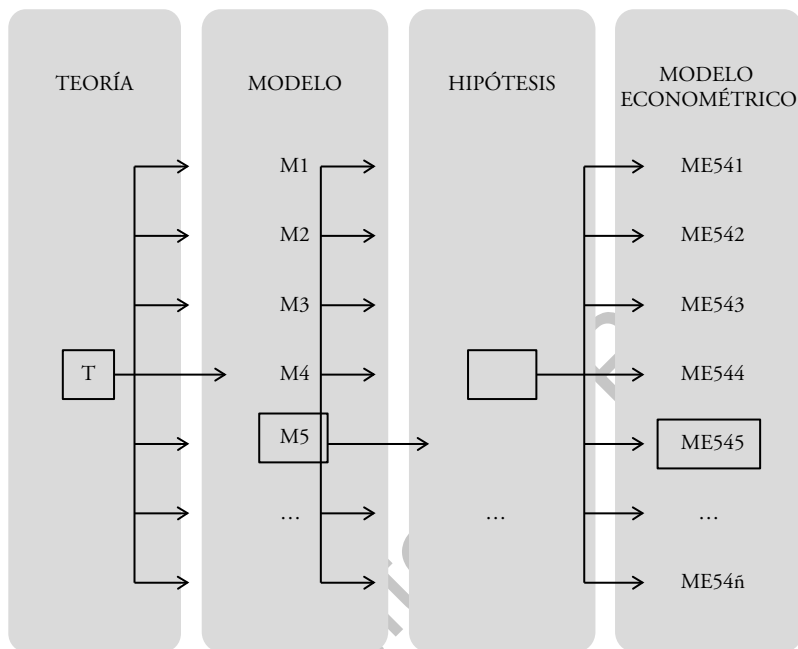 TEORÍA
MODELO
HIPÓTESIS
MODELO
ECONOMÉTRICO
M1
ME541
M2
ME542
M3
ME543
T
M4
ME544
M5
ME545
...
...
...
ME54ñ